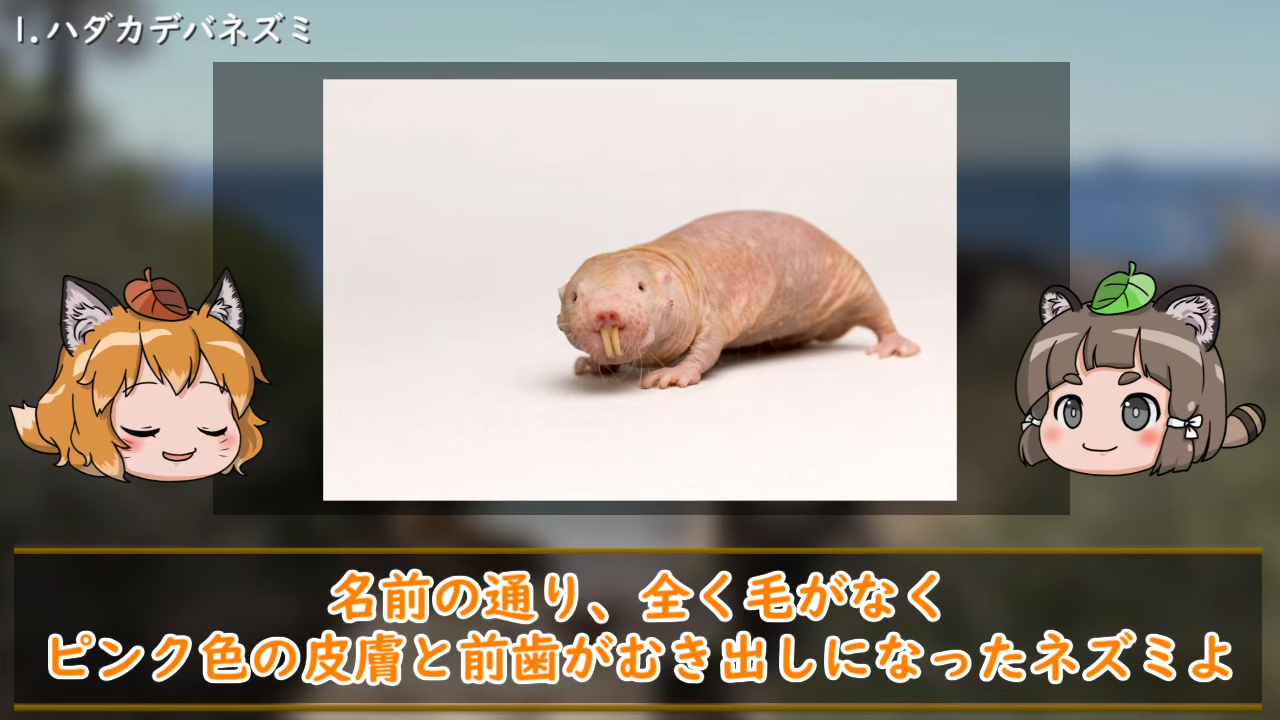 1.ハダカデバネズミ
名前の通り、全く毛がなく
ピンク色の皮膚と前歯がむき出しになったネズミよ